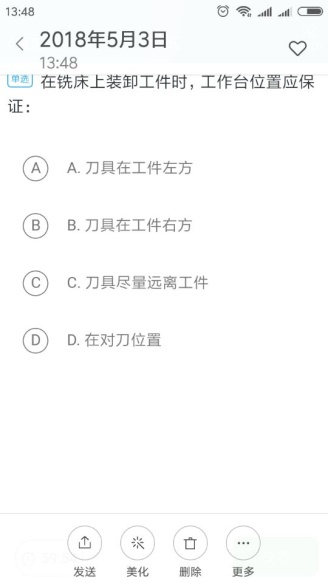 13:48
2018年5月3日
13:48
单选 在铣床上装卸工件时，工作台位置应保
证：
A A. 刀具在工件左方
B B. 刀具在工件右方
C C. 刀具尽量远离工件
D D. 在对刀位置
发送 美化 删除 更多